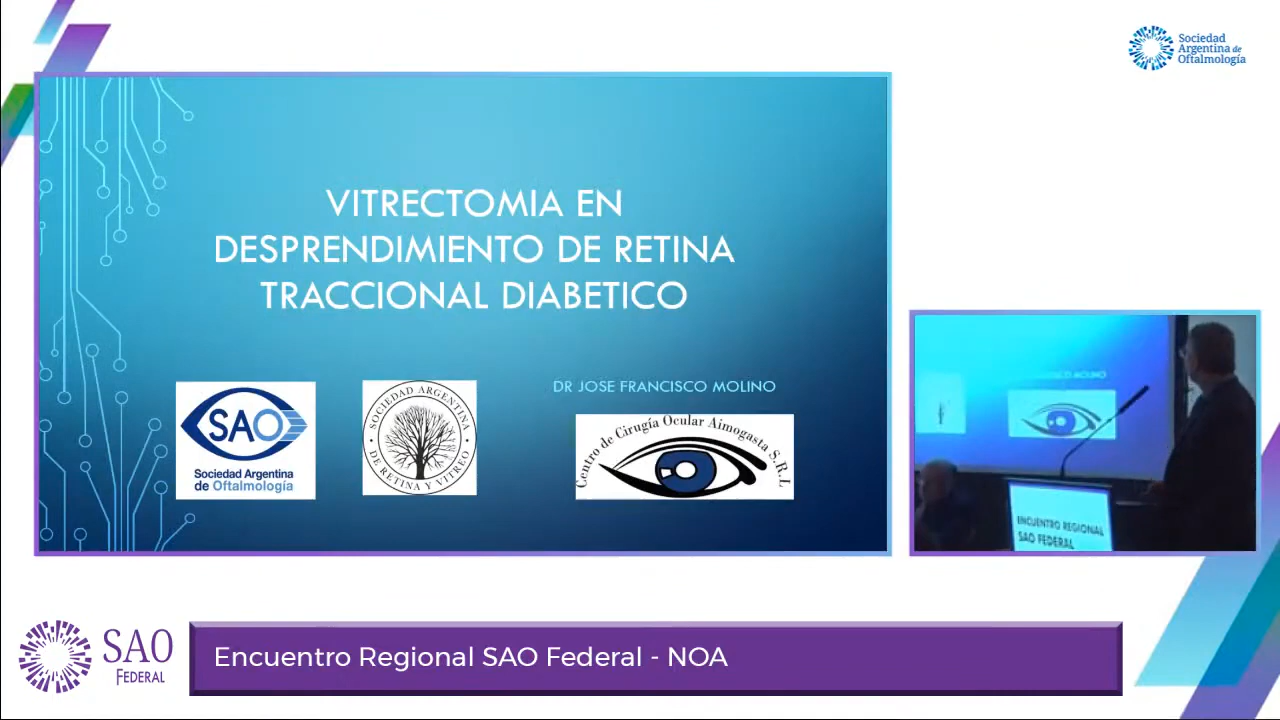 Sociedad
Argentina de
Oftalmología
VITRECTOMIA EN
DESPRENDIMIENTO DE RETINA
TRACCIONAL DIABETICO
DR JOSE FRANCISCO MOLINO
SAO
Sociedad Argentina
de Oftalmología
SOCIEDAD ARGENTINA
DE RETINA Y VITREO
Centro de Cirugía Ocular Aimogasta S.R.L
MOLINO
ENCUENTRO REGIONAL
SAO FEDERAL
SAO
FEDERAL
Encuentro Regional SAO Federal - NOA